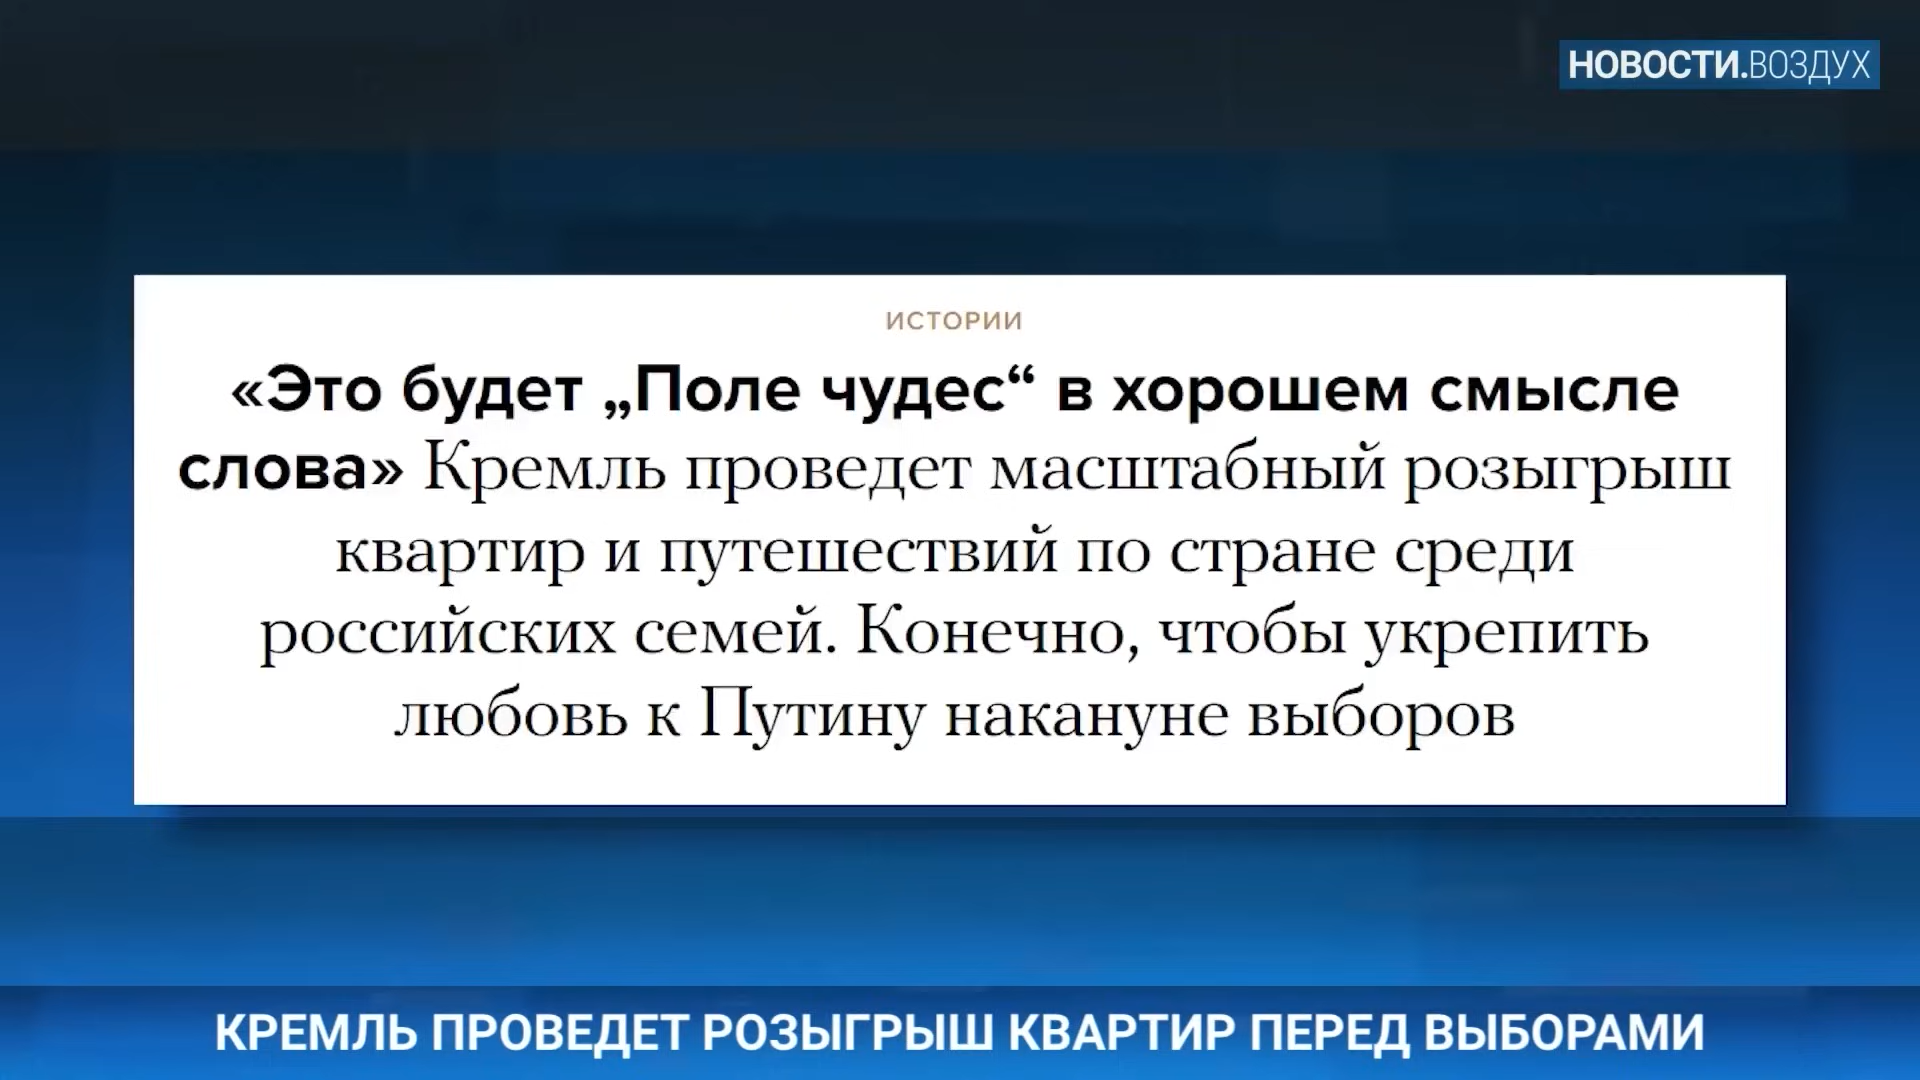 НОВОСТИ.ВОЗДУХ
ИСТОРИИ
«Это будет „Поле чудес“ в хорошем смысле
слова» Кремль проведет масштабный розыгрыш
квартир и путешествий по стране среди
российских семей. Конечно, чтобы укрепить
любовь к Путину накануне выборов
КРЕМЛЬ ПРОВЕДЕТ РОЗЫГРЫШ КВАРТИР ПЕРЕД ВЫБОРАМИ